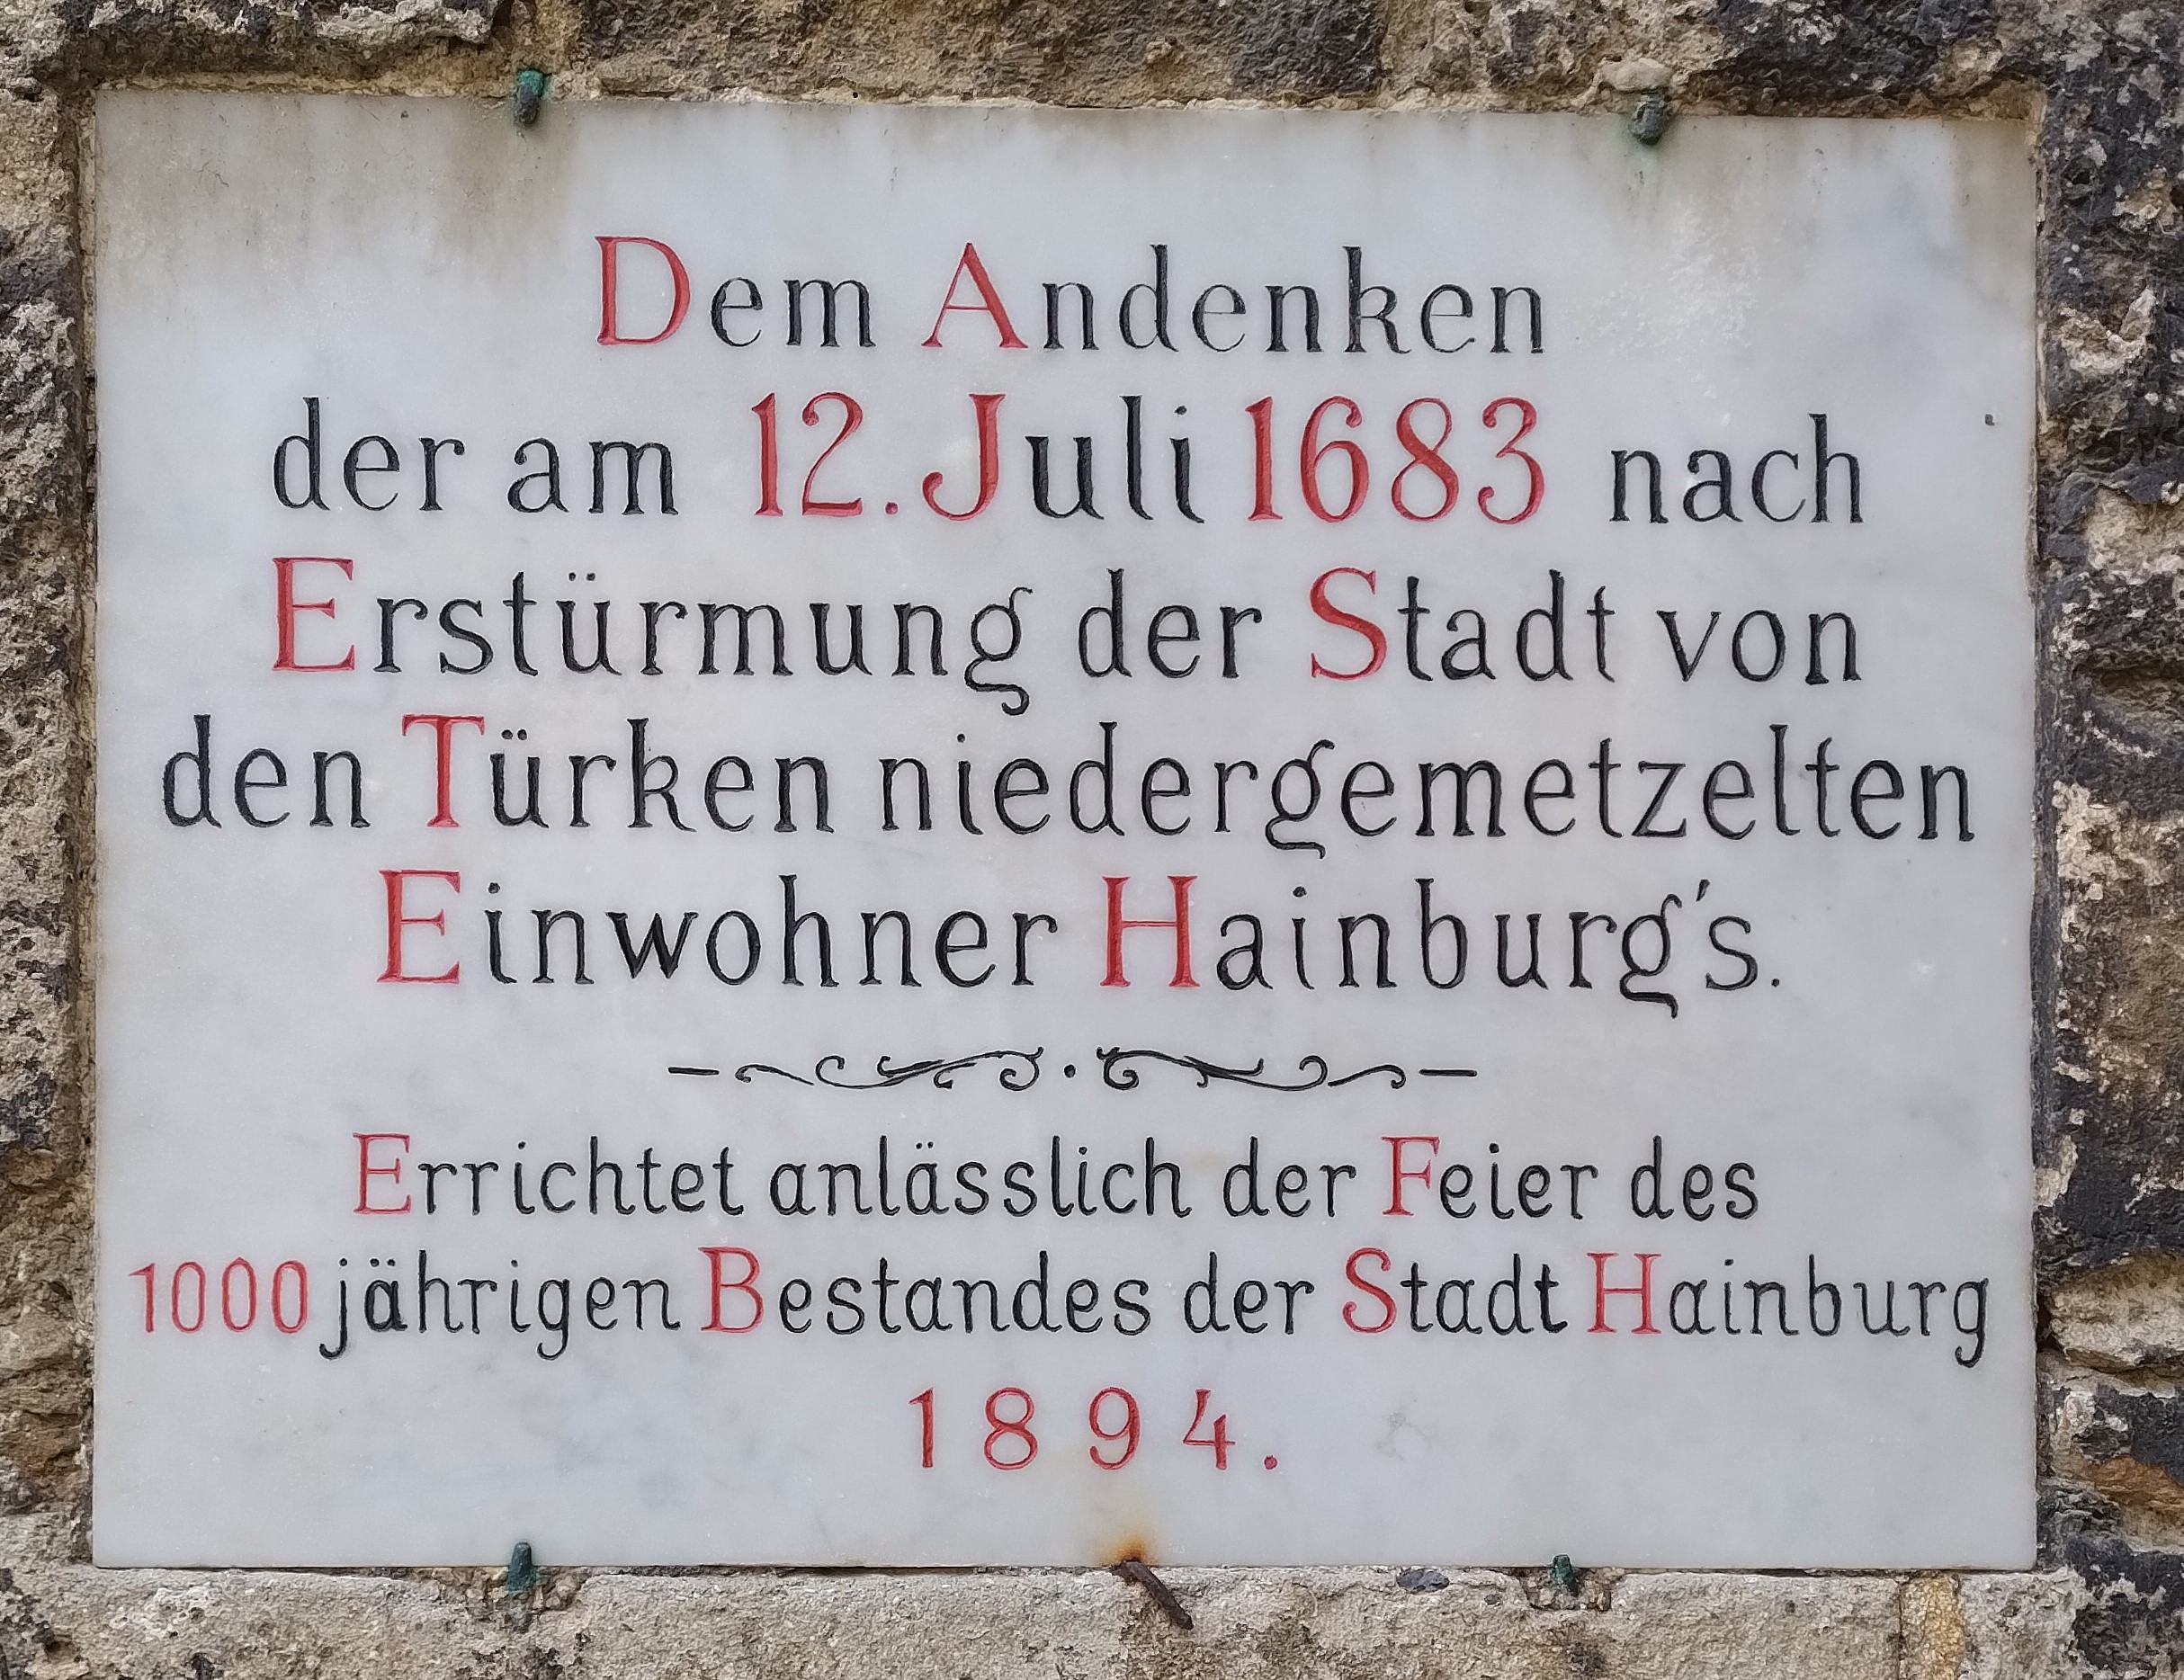 Dem Andenken
der am 12. Juli 1683 nach
Erstürmung der Stadt von
den Türken niedergemetzelten
Einwohner Hainburg's.
Errichtet anlässlich der Feier des
1000 jährigen Bestandes der Stadt Hainburg
1894.